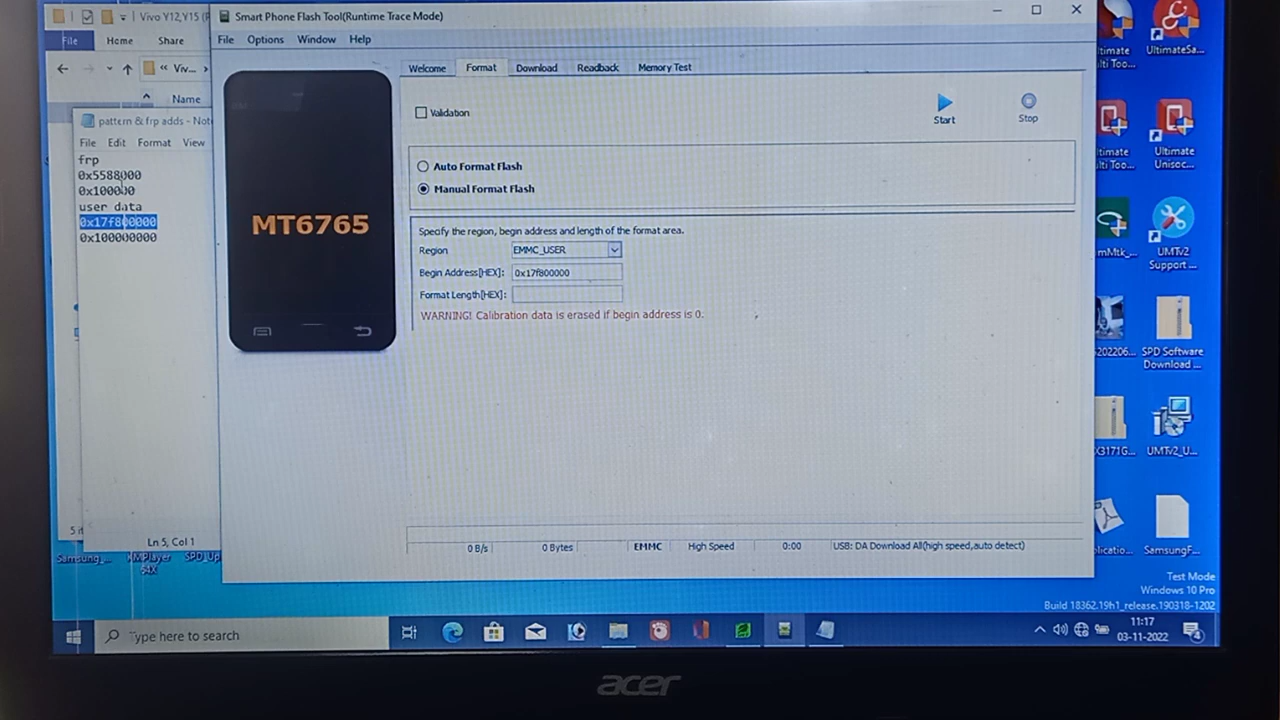 Vivo Y12,Y15 (P
File
Home
Share
Viv...
Name
pattern & frp adds - Not
File Edit Format View
frp
0x5588000
0x100000
user data
0x17f800000
0x100000000
Ln 5, Col 1
Smart Phone Flash Tool(Runtime Trace Mode)
File Options Window Help
Welcome Format Download Readback Memory Test
MT6765
Validation
Start
Stop
Auto Format Flash
Manual Format Flash
Specify the region, begin address and length of the format area.
Region EMMC_USER
Begin Address[HEX]: 0x17f800000
Format Length[HEX]:
WARNING! Calibration data is erased if begin address is 0.
0 B/s 0 Bytes EMMC High Speed 0:00 USB: DA Download All(high speed,auto detect)
UltimateSa...
Ultimate
Unisoc...
UMTv2
Support ...
SPD Software
Download ...
UMTv2_U...
SamsungF...
Samsung_...
KMPlayer
64X
SPD_Up
Test Mode
Windows 10 Pro
Build 18362.19h1_release.190318-1202
Type here to search
11:17
03-11-2022
4
acer